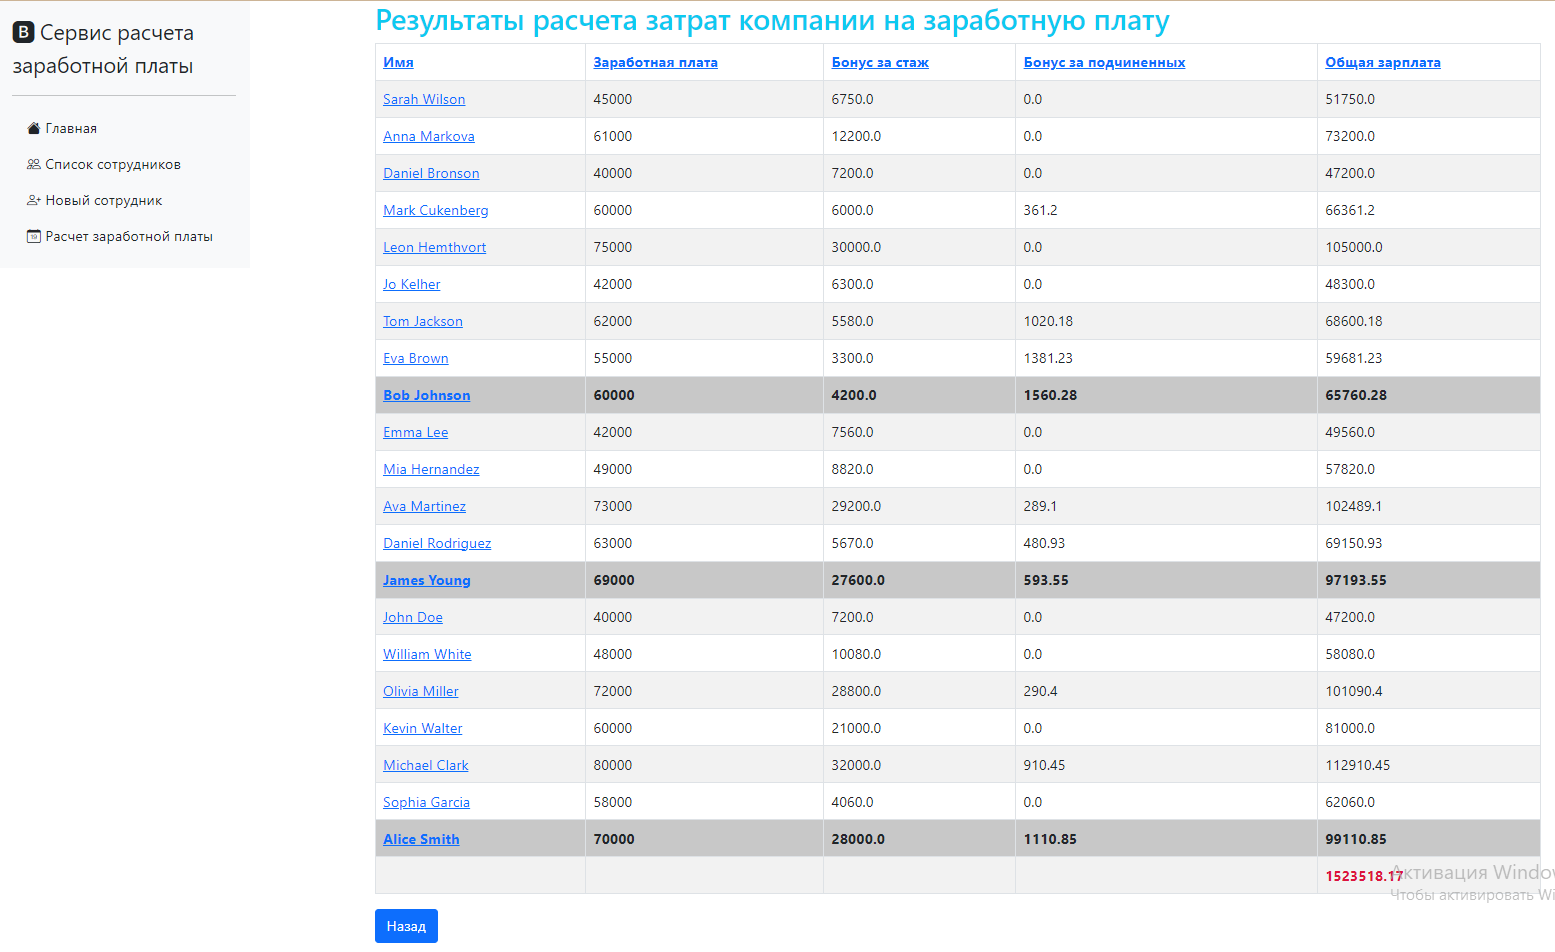 Сервис расчета
заработной платы
Главная
Список сотрудников
Новый сотрудник
Расчет заработной платы
Результаты расчета затрат компании на заработную плату
Имя Заработная плата Бонус за стаж Бонус за подчиненных Общая зарплата
Sarah Wilson 45000 6750.0 0.0 51750.0
Anna Markova 61000 12200.0 0.0 73200.0
Daniel Bronson 40000 7200.0 0.0 47200.0
Mark Cukenberg 60000 6000.0 361.2 66361.2
Leon Hemthvort 75000 30000.0 0.0 105000.0
Jo Kelher 42000 6300.0 0.0 48300.0
Tom Jackson 62000 5580.0 1020.18 68600.18
Eva Brown 55000 3300.0 1381.23 59681.23
Bob Johnson 60000 4200.0 1560.28 65760.28
Emma Lee 42000 7560.0 0.0 49560.0
Mia Hernandez 49000 8820.0 0.0 57820.0
Ava Martinez 73000 29200.0 289.1 102489.1
Daniel Rodriguez 63000 5670.0 480.93 69150.93
James Young 69000 27600.0 593.55 97193.55
John Doe 40000 7200.0 0.0 47200.0
William White 48000 10080.0 0.0 58080.0
Olivia Miller 72000 28800.0 290.4 101090.4
Kevin Walter 60000 21000.0 0.0 81000.0
Michael Clark 80000 32000.0 910.45 112910.45
Sophia Garcia 58000 4060.0 0.0 62060.0
Alice Smith 70000 28000.0 1110.85 99110.85
1523518.17
Активация Windo
Чтобы активировать Wi
Назад